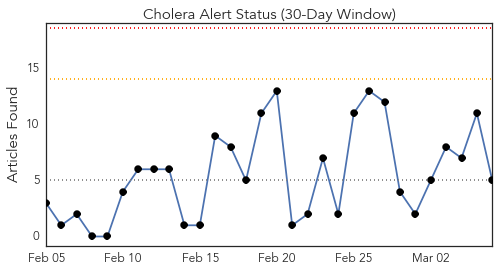 Cholera Alert Status (30-Day Window)
Articles Found
15
10
5
0
Feb 05 Feb 10 Feb 15 Feb 20 Feb 25 Mar 02